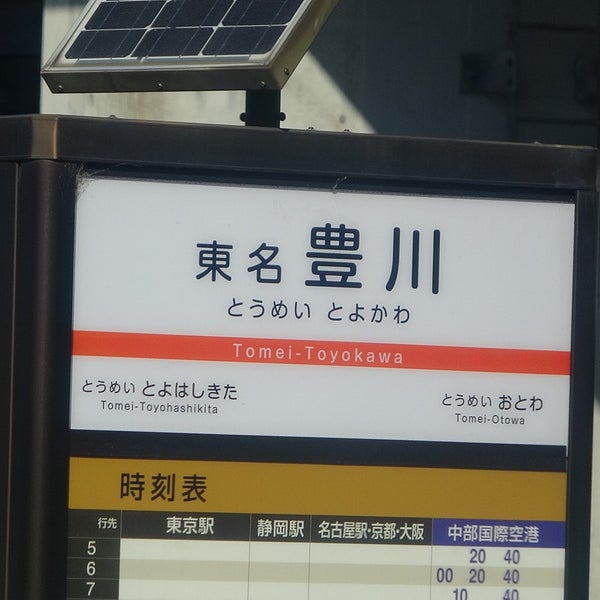 東名 豊川
とうめい とよかわ
Tomei-Toyokawa
とうめい とよはしきた
Tomei-Toyohashikita
とうめい おとわ
Tomei-Otowa
時刻表
行先 東京駅 静岡駅 名古屋駅・京都・大阪 中部国際空港
5 20 40
6 00 20 40
7 10 40